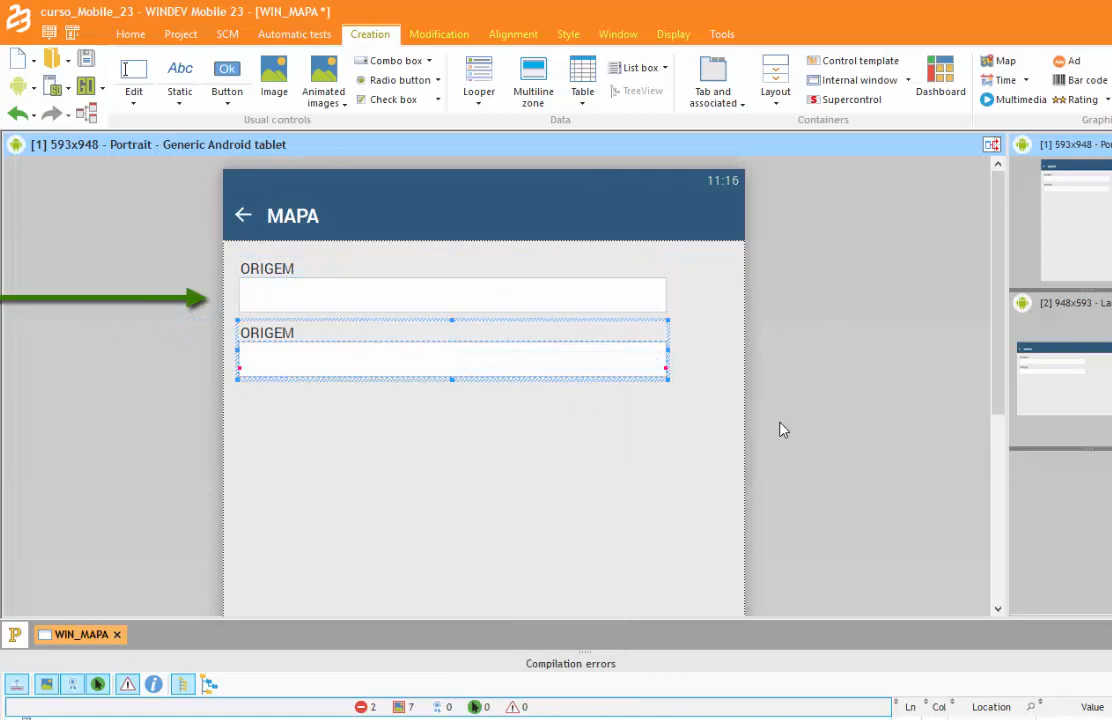 23
curso_Mobile_23 - WINDEV Mobile 23 - [WIN_MAPA *]
Home Project SCM Automatic tests Creation Modification Alignment Style Window Display Tools
Edit Static Button Image Animated images
Abc Ok
Combo box
Radio button
Check box
Usual controls
Looper Multiline zone Table
List box
TreeView
Data
Tab and associated Layout
Control template
Internal window
Supercontrol
Dashboard
Containers
Map Ad
Time Bar code
Multimedia Rating
Graphi
[1] 593x948 - Portrait - Generic Android tablet
[1] 593x948 - Po
11:16
MAPA
ORIGEM
ORIGEM
[2] 948x593 - La
P
WIN_MAPA
Compilation errors
2 7 0 0 0
Ln Col Location Value